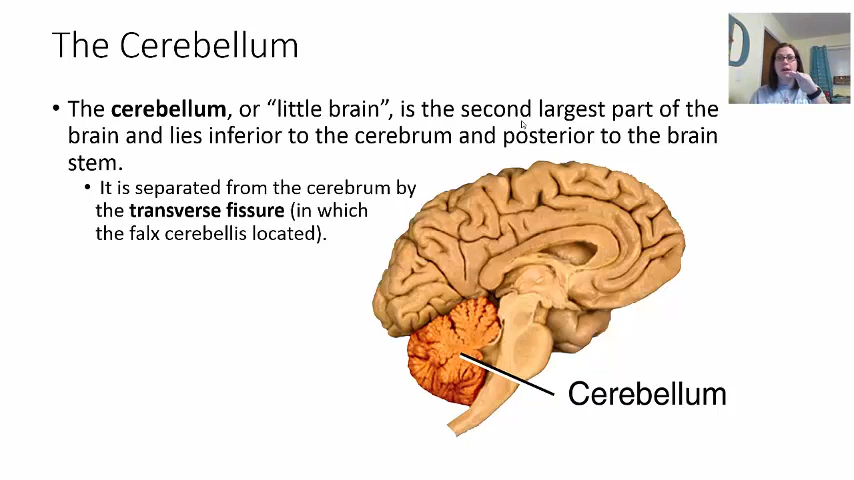 The Cerebellum
• The cerebellum, or “little brain”, is the second largest part of the
brain and lies inferior to the cerebrum and posterior to the brain
stem.
• It is separated from the cerebrum by
the transverse fissure (in which
the falx cerebellis located).
Cerebellum